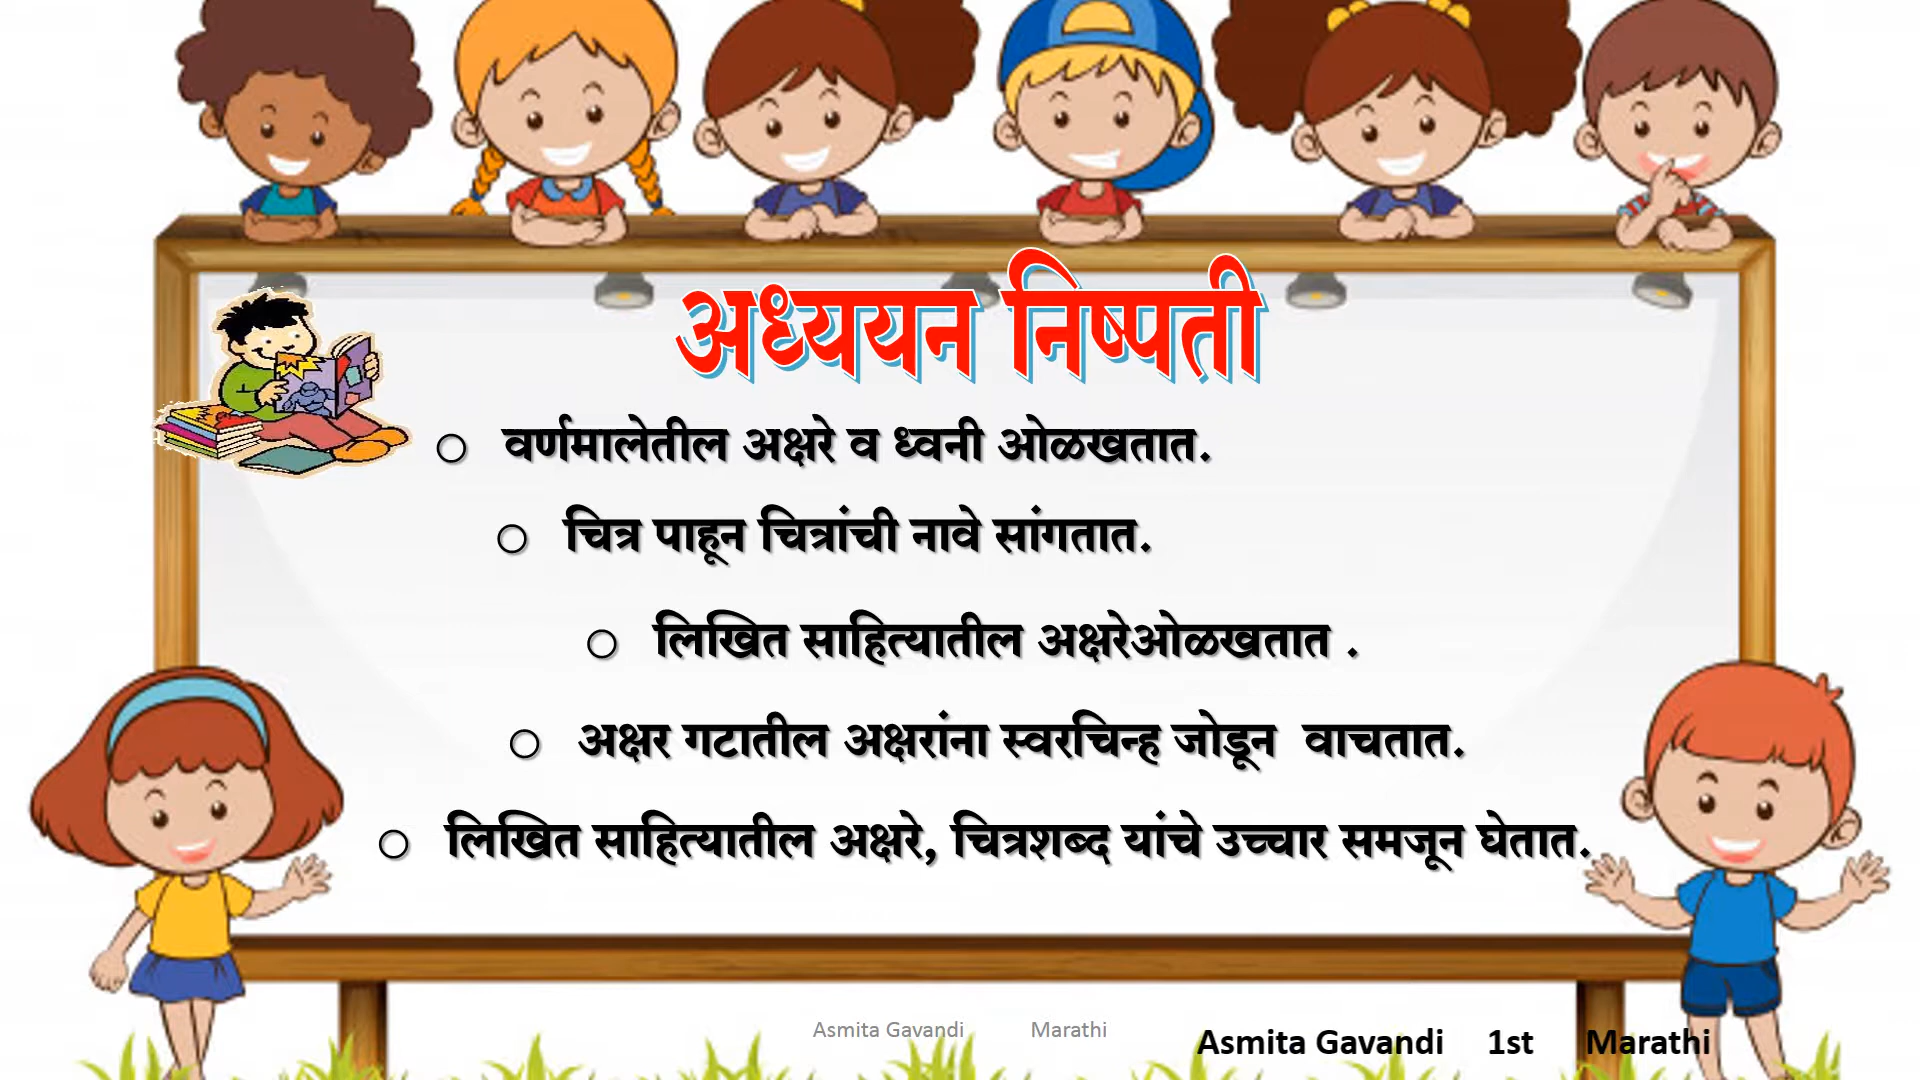 अध्ययन निष्पती
o वर्णमालेतील अक्षरे व ध्वनी ओळखतात.
o चित्र पाहून चित्रांची नावे सांगतात.
o लिखित साहित्यातील अक्षरेओळखतात .
o अक्षर गटातील अक्षरांना स्वरचिन्ह जोडून वाचतात.
o लिखित साहित्यातील अक्षरे, चित्रशब्द यांचे उच्चार समजून घेतात.
Asmita Gavandi Marathi
Asmita Gavandi 1st Marathi